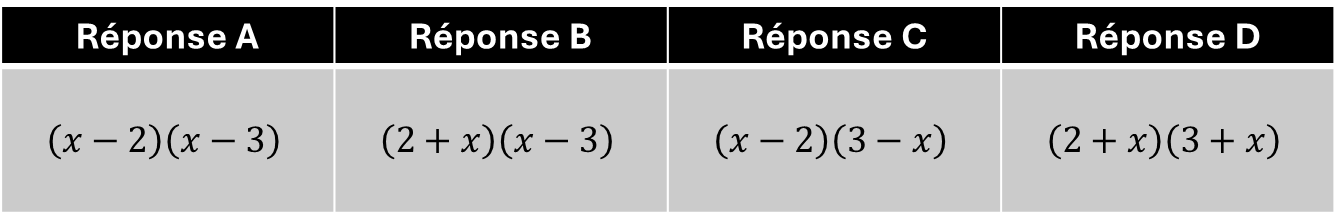 Réponse A Réponse B Réponse C Réponse D
(𝑥 − 2)(𝑥 − 3) (2 + 𝑥)(𝑥 − 3) (𝑥 − 2)(3 − 𝑥) (2 + 𝑥)(3 + 𝑥)